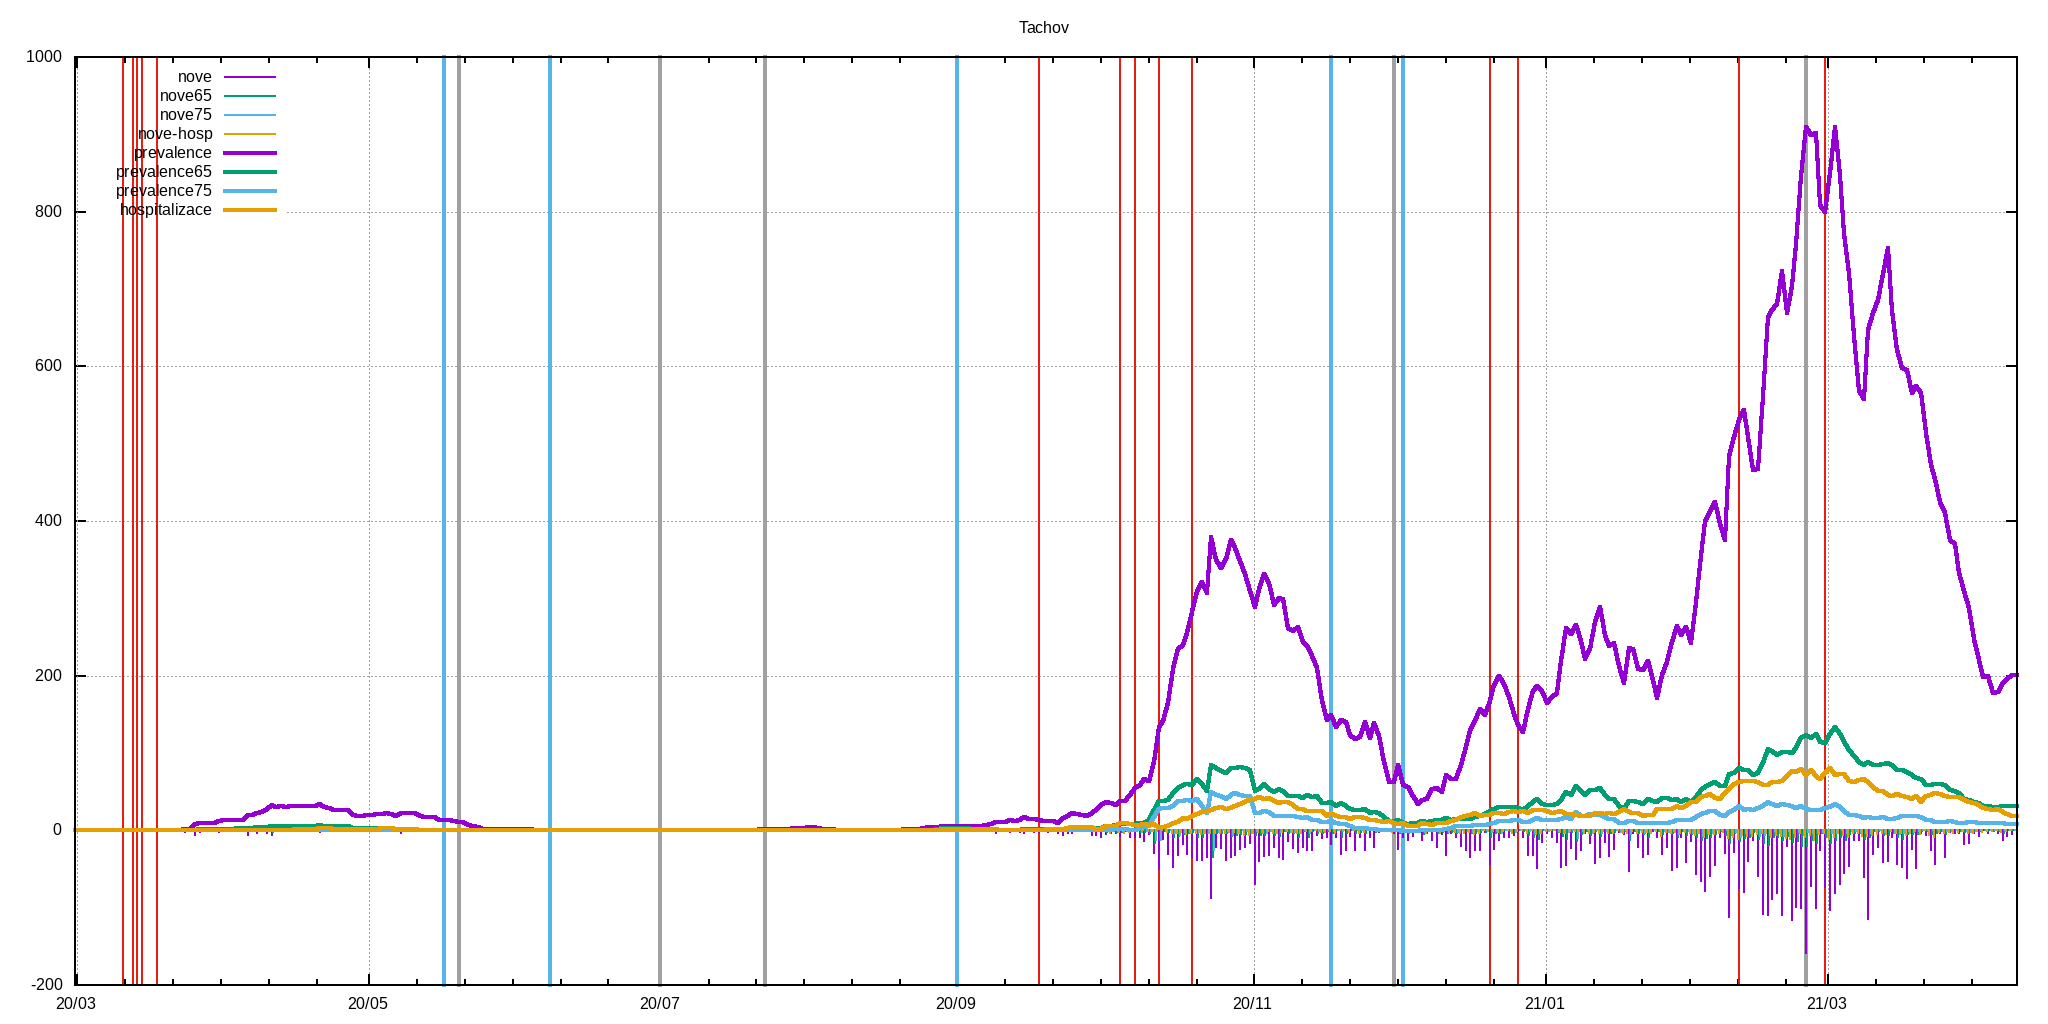 Tachov
1000
800
600
400
200
0
-200
nove
nove65
nove75
nove-hosp
prevalence
prevalence65
prevalence75
hospitalizace
20/03 20/05 20/07 20/09 20/11 21/01 21/03